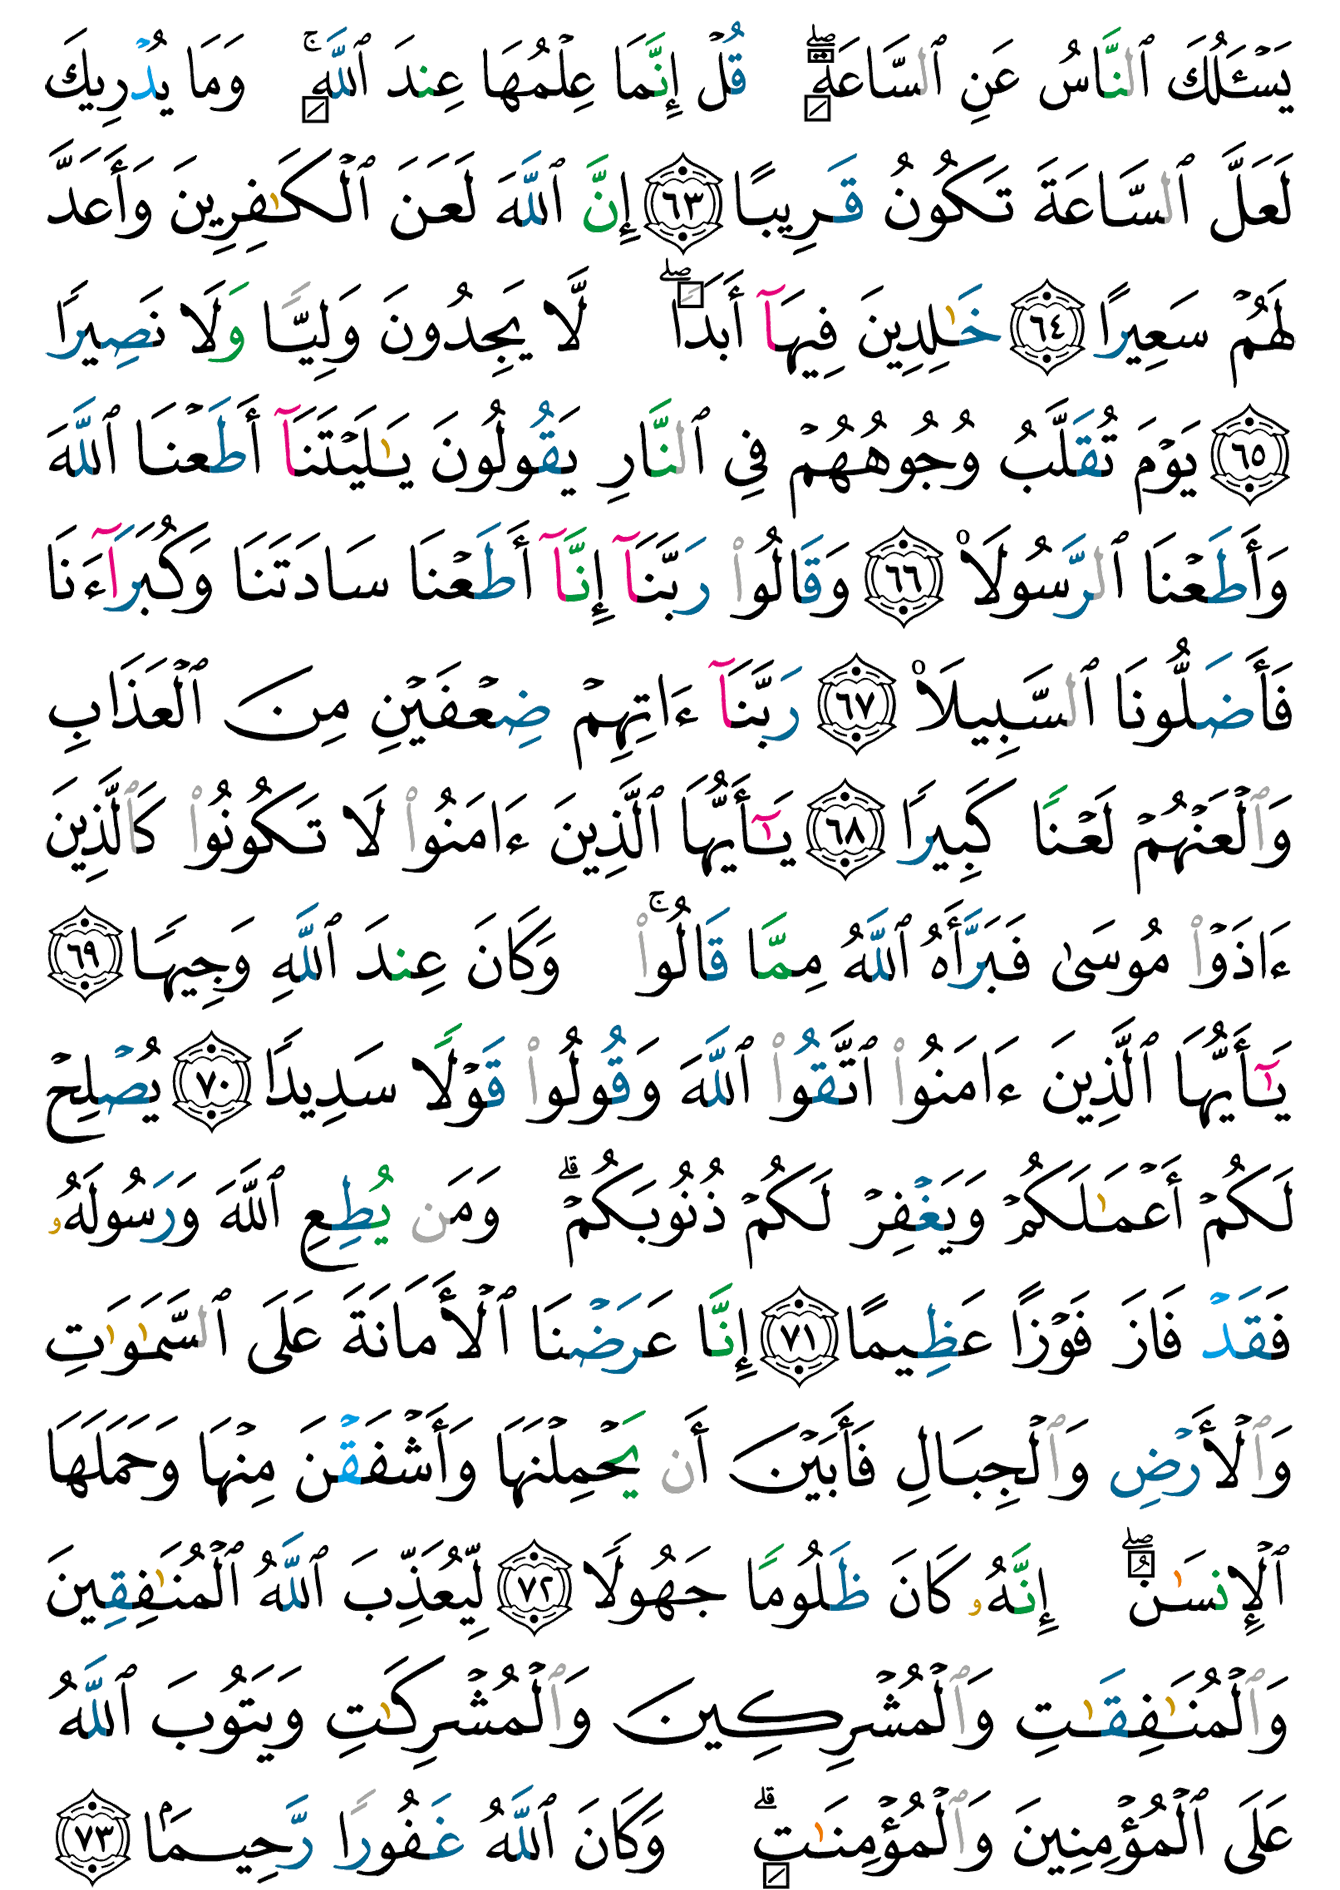 يَسْـَٔلُكَ ٱلنَّاسُ عَنِ ٱلسَّاعَةِ ۖ قُلْ إِنَّمَا عِلْمُهَا عِندَ ٱللَّهِ ۚ وَمَا يُدْرِيكَ
لَعَلَّ ٱلسَّاعَةَ تَكُونُ قَرِيبًا ٦٣ إِنَّ ٱللَّهَ لَعَنَ ٱلْكَـٰفِرِينَ وَأَعَدَّ
لَهُمْ سَعِيرًا ٦٤ خَـٰلِدِينَ فِيهَآ أَبَدًا ۖ لَّا يَجِدُونَ وَلِيًّا وَلَا نَصِيرًا
٦٥ يَوْمَ تُقَلَّبُ وُجُوهُهُمْ فِي ٱلنَّارِ يَقُولُونَ يَـٰلَيْتَنَآ أَطَعْنَا ٱللَّهَ
وَأَطَعْنَا ٱلرَّسُولَا۠ ٦٦ وَقَالُوا۟ رَبَّنَآ إِنَّآ أَطَعْنَا سَادَتَنَا وَكُبَرَآءَنَا
فَأَضَلُّونَا ٱلسَّبِيلَا۠ ٦٧ رَبَّنَآ ءَاتِهِمْ ضِعْفَيْنِ مِنَ ٱلْعَذَابِ
وَٱلْعَنْهُمْ لَعْنًا كَبِيرًا ٦٨ يَـٰٓأَيُّهَا ٱلَّذِينَ ءَامَنُوا۟ لَا تَكُونُوا۟ كَٱلَّذِينَ
ءَاذَوْا۟ مُوسَىٰ فَبَرَّأَهُ ٱللَّهُ مِمَّا قَالُوا۟ ۚ وَكَانَ عِندَ ٱللَّهِ وَجِيهًا ٦٩
يَـٰٓأَيُّهَا ٱلَّذِينَ ءَامَنُوا۟ ٱتَّقُوا۟ ٱللَّهَ وَقُولُوا۟ قَوْلًا سَدِيدًا ٧٠ يُصْلِحْ
لَكُمْ أَعْمَـٰلَكُمْ وَيَغْفِرْ لَكُمْ ذُنُوبَكُمْ ۗ وَمَن يُطِعِ ٱللَّهَ وَرَسُولَهُۥ
فَقَدْ فَازَ فَوْزًا عَظِيمًا ٧١ إِنَّا عَرَضْنَا ٱلْأَمَانَةَ عَلَى ٱلسَّمَـٰوَٰتِ
وَٱلْأَرْضِ وَٱلْجِبَالِ فَأَبَيْنَ أَن يَحْمِلْنَهَا وَأَشْفَقْنَ مِنْهَا وَحَمَلَهَا
ٱلْإِنسَـٰنُ ۖ إِنَّهُۥ كَانَ ظَلُومًا جَهُولًا ٧٢ لِّيُعَذِّبَ ٱللَّهُ ٱلْمُنَـٰفِقِينَ
وَٱلْمُنَـٰفِقَـٰتِ وَٱلْمُشْرِكِينَ وَٱلْمُشْرِكَـٰتِ وَيَتُوبَ ٱللَّهُ
عَلَى ٱلْمُؤْمِنِينَ وَٱلْمُؤْمِنَـٰتِ ۗ وَكَانَ ٱللَّهُ غَفُورًا رَّحِيمًۢا ٧٣